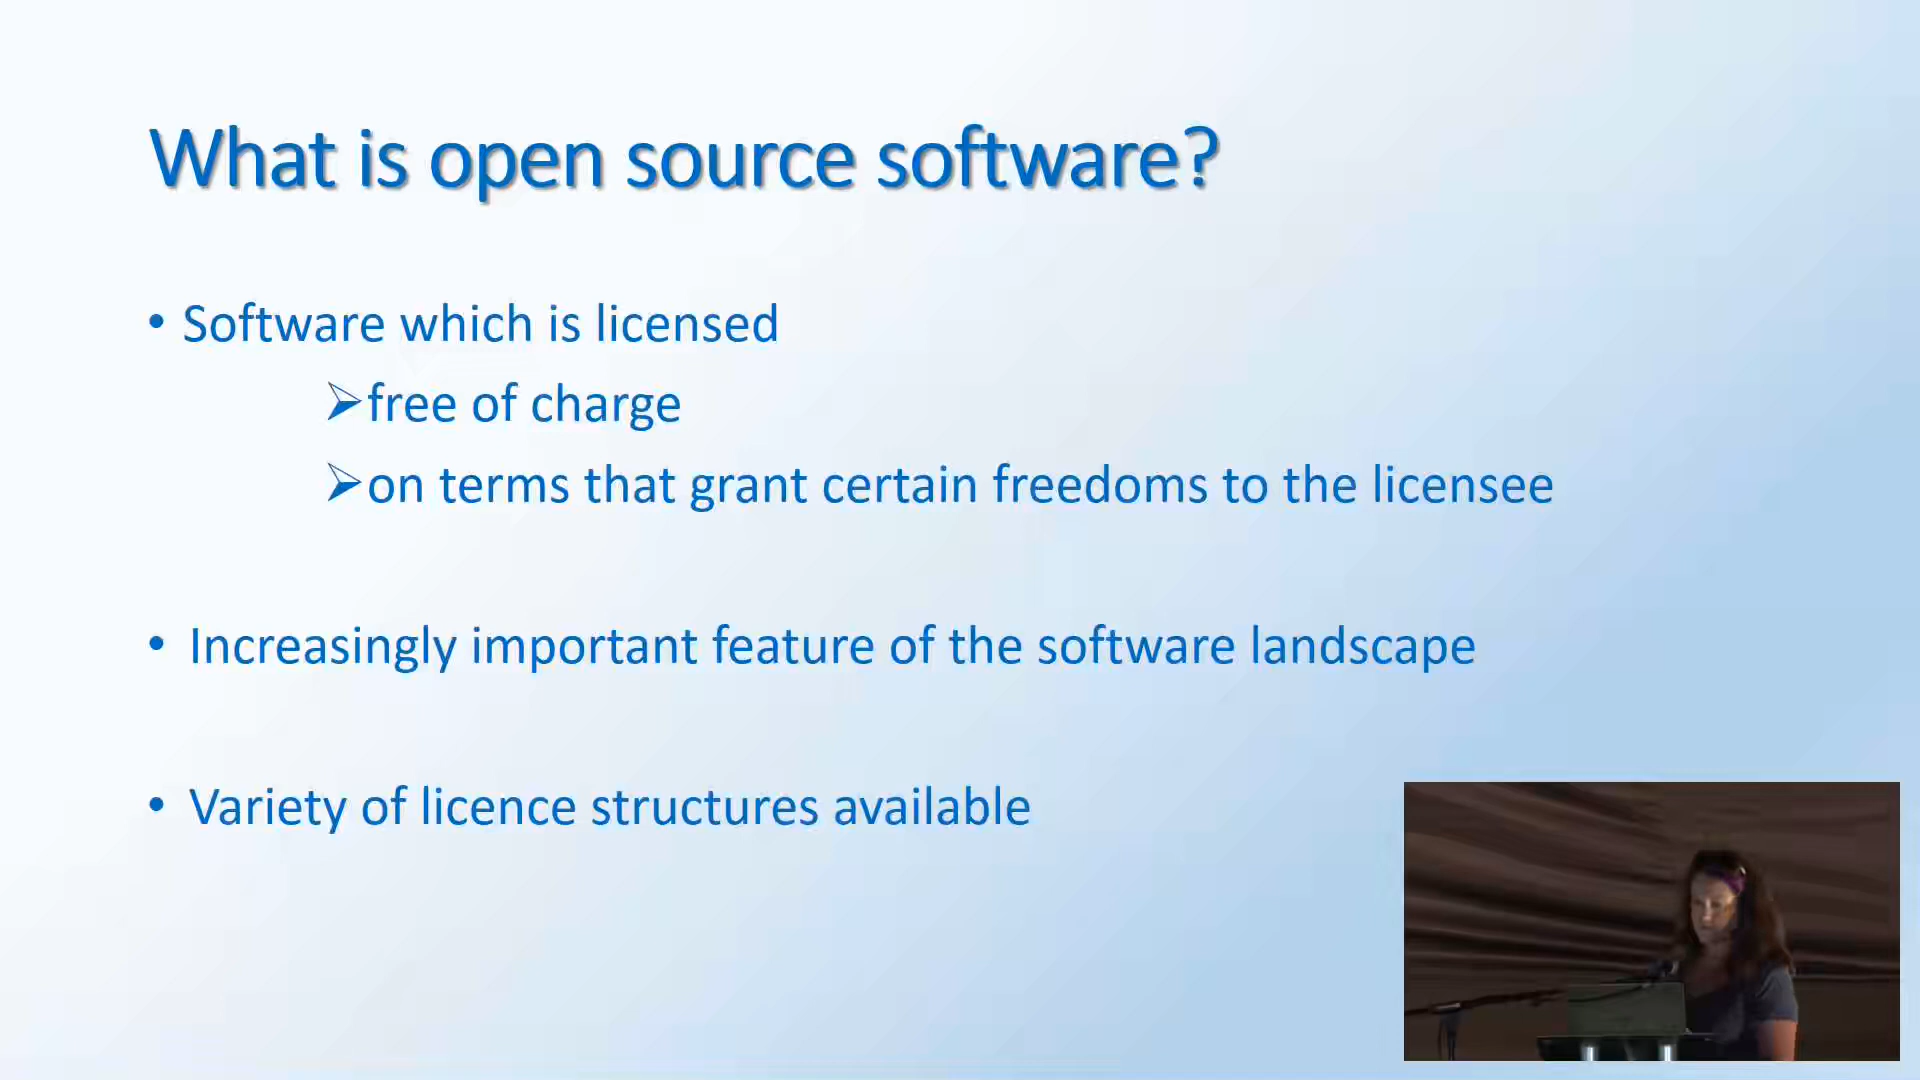 What is open source software?
• Software which is licensed
➢free of charge
➢on terms that grant certain freedoms to the licensee
• Increasingly important feature of the software landscape
• Variety of licence structures available